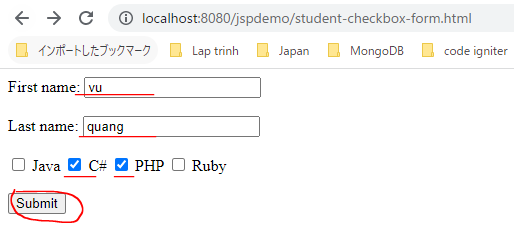 localhost:8080/jspdemo/student-checkbox-form.html
インポートしたブックマーク Lap trinh Japan MongoDB code igniter
First name: vu
Last name: quang
Java C# PHP Ruby
Submit